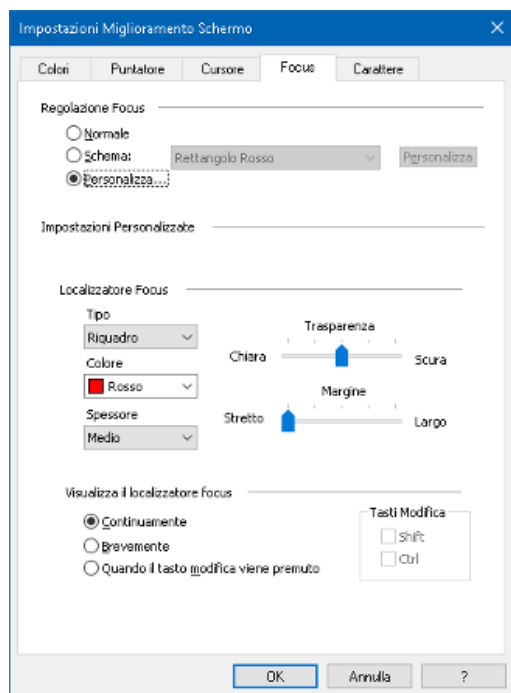 Impostazioni Miglioramento Schermo
Colori Puntatore Cursore Focus Carattere
Regolazione Focus
Normale
Schema: Rettangolo Rosso Personalizza
Personalizza...
Impostazioni Personalizzate
Localizzatore Focus
Tipo
Riquadro
Colore
Rosso
Spessore
Medio
Trasparenza
Chiara Scura
Margine
Stretto Largo
Visualizza il localizzatore focus
Continuamente
Brevemente
Quando il tasto modifica viene premuto
Tasti Modifica
Shift
Ctrl
OK Annulla ?